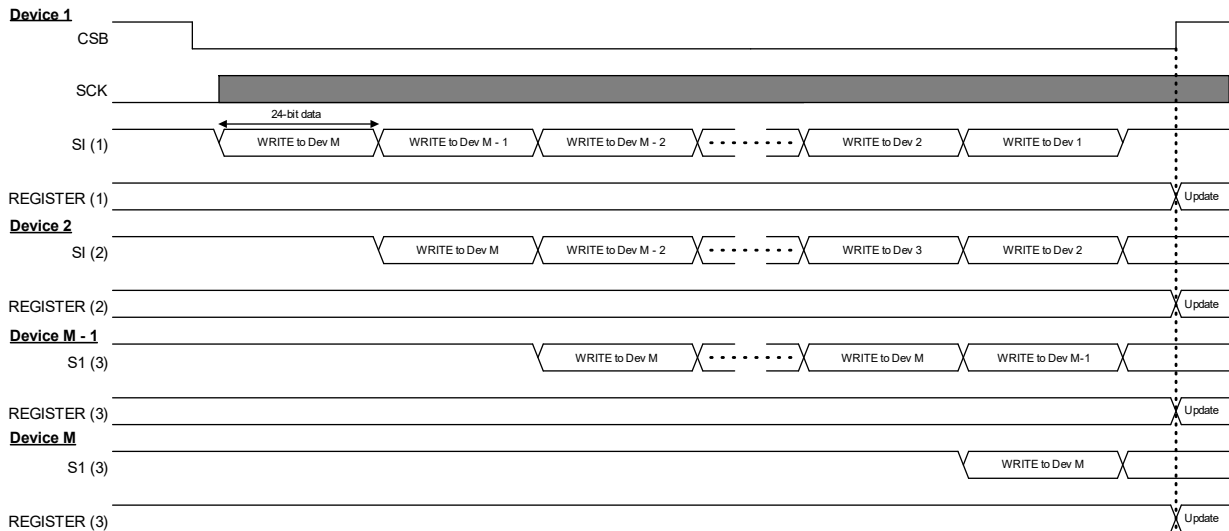 Device 1
CSB
SCK
24-bit data
SI (1) WRITE to Dev M WRITE to Dev M - 1 WRITE to Dev M - 2 WRITE to Dev 2 WRITE to Dev 1
REGISTER (1) Update
Device 2
SI (2) WRITE to Dev M WRITE to Dev M - 2 WRITE to Dev 3 WRITE to Dev 2
REGISTER (2) Update
Device M - 1
S1 (3) WRITE to Dev M WRITE to Dev M WRITE to Dev M-1
REGISTER (3) Update
Device M
S1 (3) WRITE to Dev M
REGISTER (3) Update